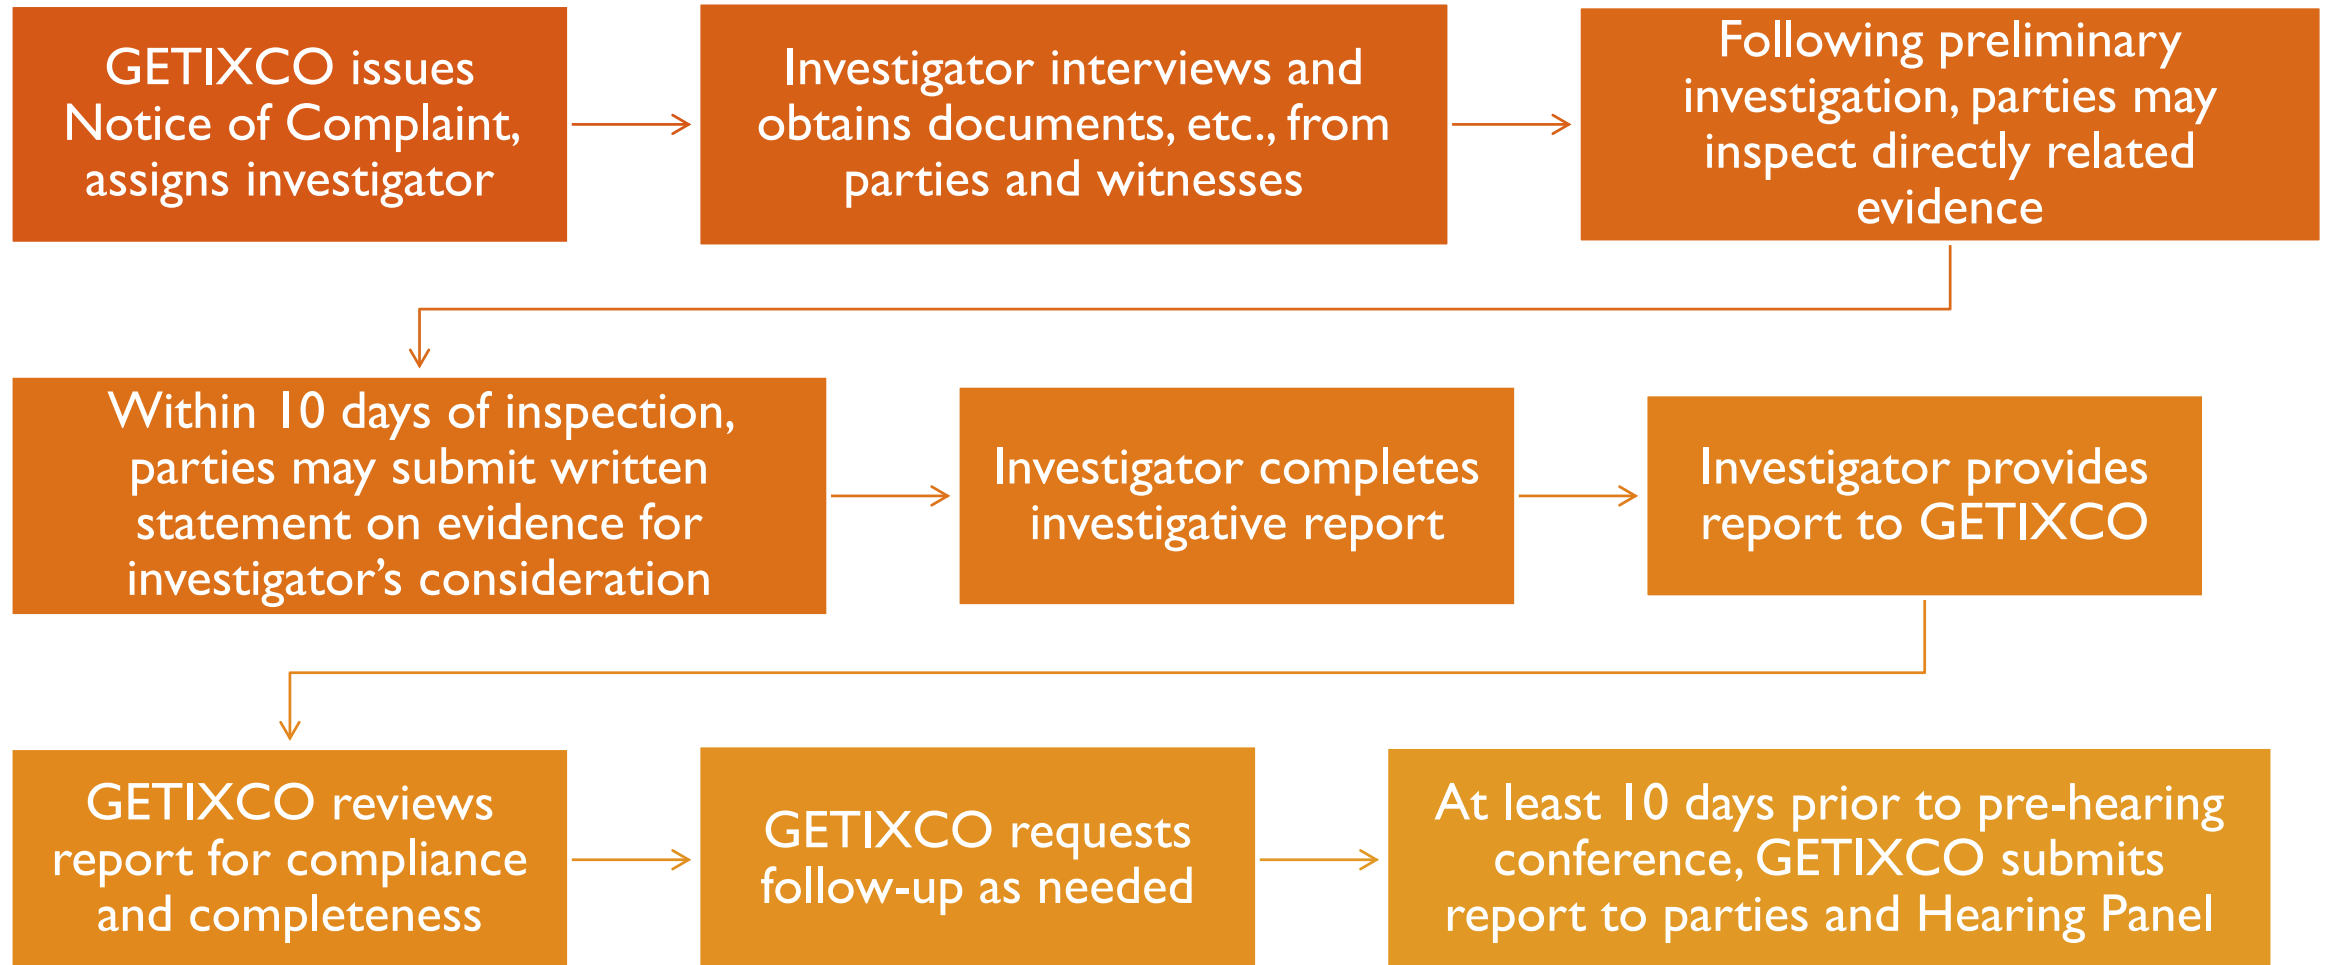 GETIXCO issues
Notice of Complaint,
assigns investigator
Investigator interviews and
obtains documents, etc., from
parties and witnesses
Following preliminary
investigation, parties may
inspect directly related
evidence
Within 10 days of inspection,
parties may submit written
statement on evidence for
investigator’s consideration
Investigator completes
investigative report
Investigator provides
report to GETIXCO
GETIXCO reviews
report for compliance
and completeness
GETIXCO requests
follow-up as needed
At least 10 days prior to pre-hearing
conference, GETIXCO submits
report to parties and Hearing Panel